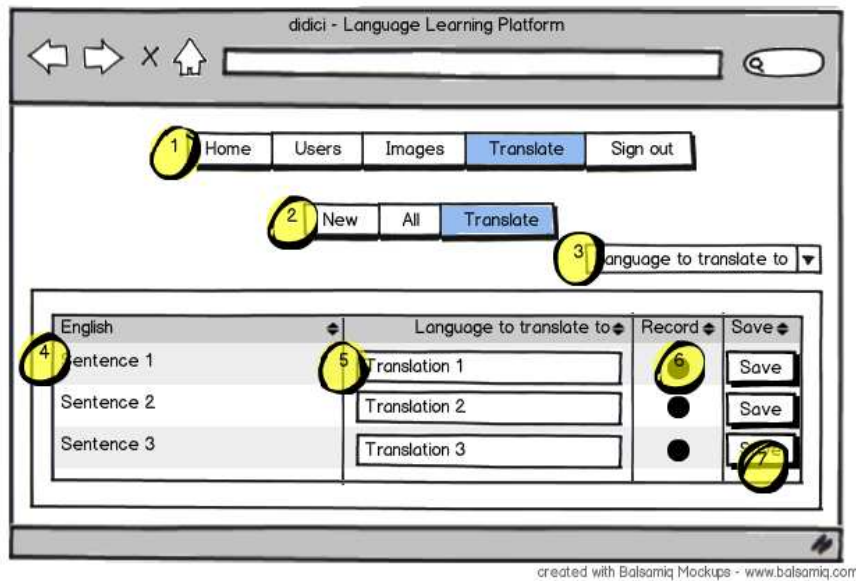 didici - Language Learning Platform
1 Home Users Images Translate Sign out
2 New All Translate
3 anguage to translate to
English Language to translate to Record Save
4 entence 1 5 Translation 1 6 Save
Sentence 2 Translation 2 Save
Sentence 3 Translation 3 7
created with Balsamiq Mockups - www.balsamiq.com